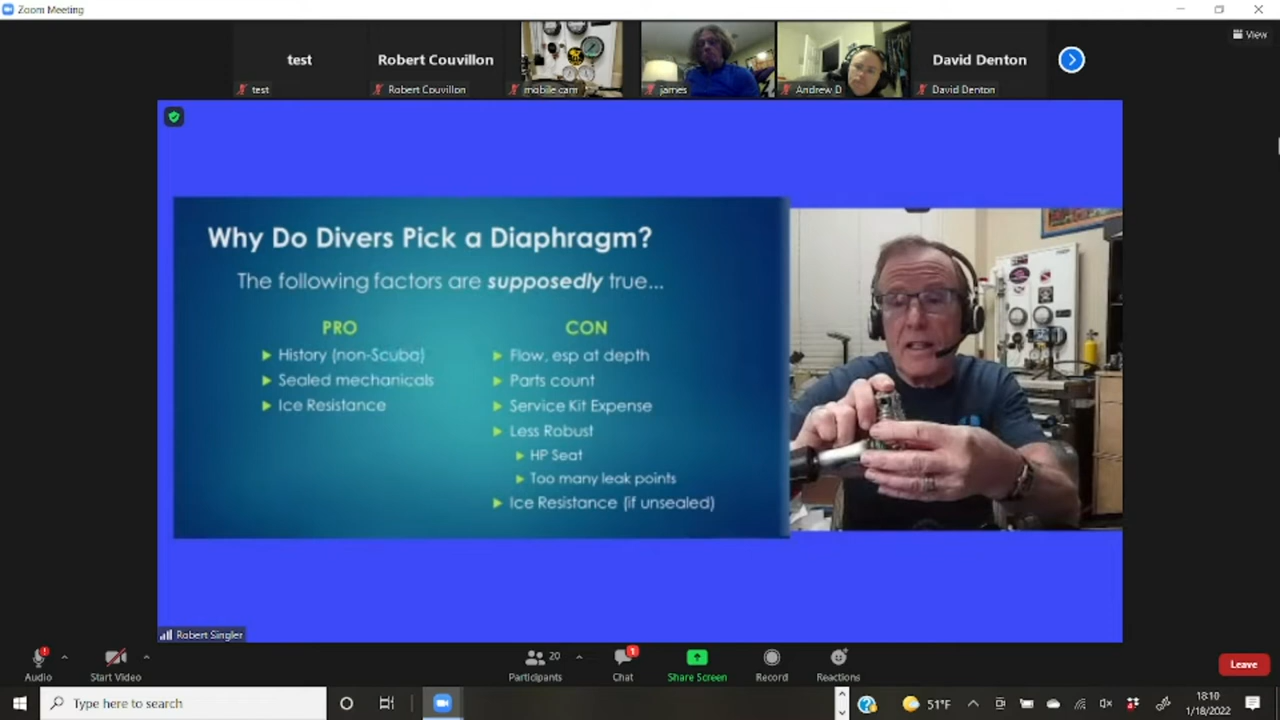 Zoom Meeting
View
test
Robert Couvillon
David Denton
test
Robert Couvillon
mobile cam
james
Andrew D
David Denton
Why Do Divers Pick a Diaphragm?
The following factors are supposedly true...
PRO
▶ History (non-Scuba)
▶ Sealed mechanicals
▶ Ice Resistance
CON
▶ Flow, esp at depth
▶ Parts count
▶ Service Kit Expense
▶ Less Robust
▶ HP Seat
▶ Too many leak points
▶ Ice Resistance (if unsealed)
Robert Singler
Audio
Start Video
20
Participants
1
Chat
Share Screen
Record
Reactions
Leave
Type here to search
51°F
18:10
1/18/2022